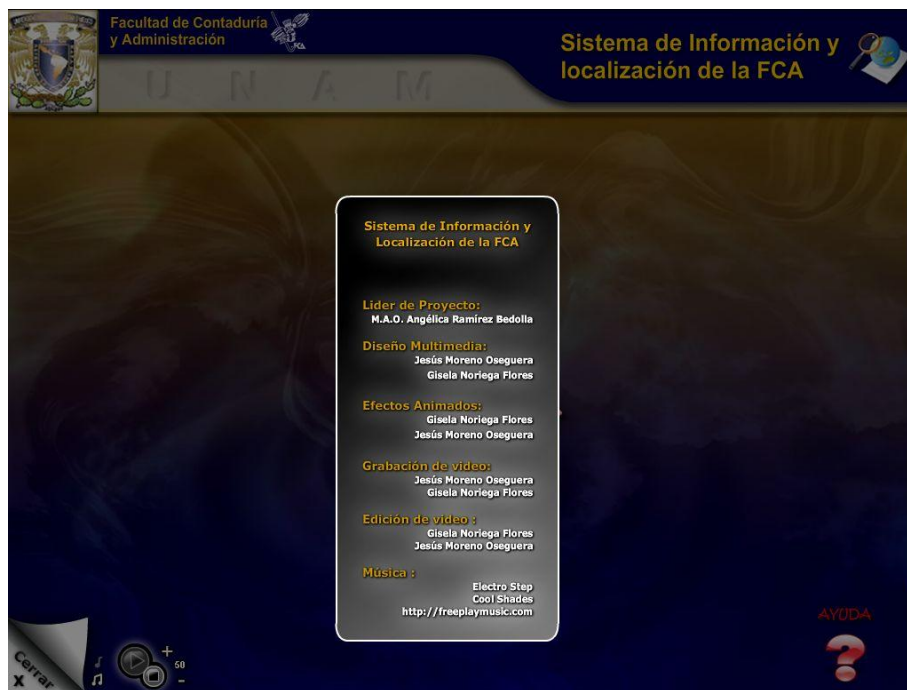 Facultad de Contaduría
y Administración
FCA
U N A M
Sistema de Información y
localización de la FCA
Sistema de Información y
Localización de la FCA
Lider de Proyecto:
M.A.O. Angélica Ramírez Bedolla
Diseño Multimedia:
Jesús Moreno Oseguera
Gisela Noriega Flores
Efectos Animados:
Gisela Noriega Flores
Jesús Moreno Oseguera
Grabación de video:
Jesús Moreno Oseguera
Gisela Noriega Flores
Edición de video :
Gisela Noriega Flores
Jesús Moreno Oseguera
Música :
Electro Step
Cool Shades
http://freeplaymusic.com
AYUDA
?
Cerrar
X
+
50
-